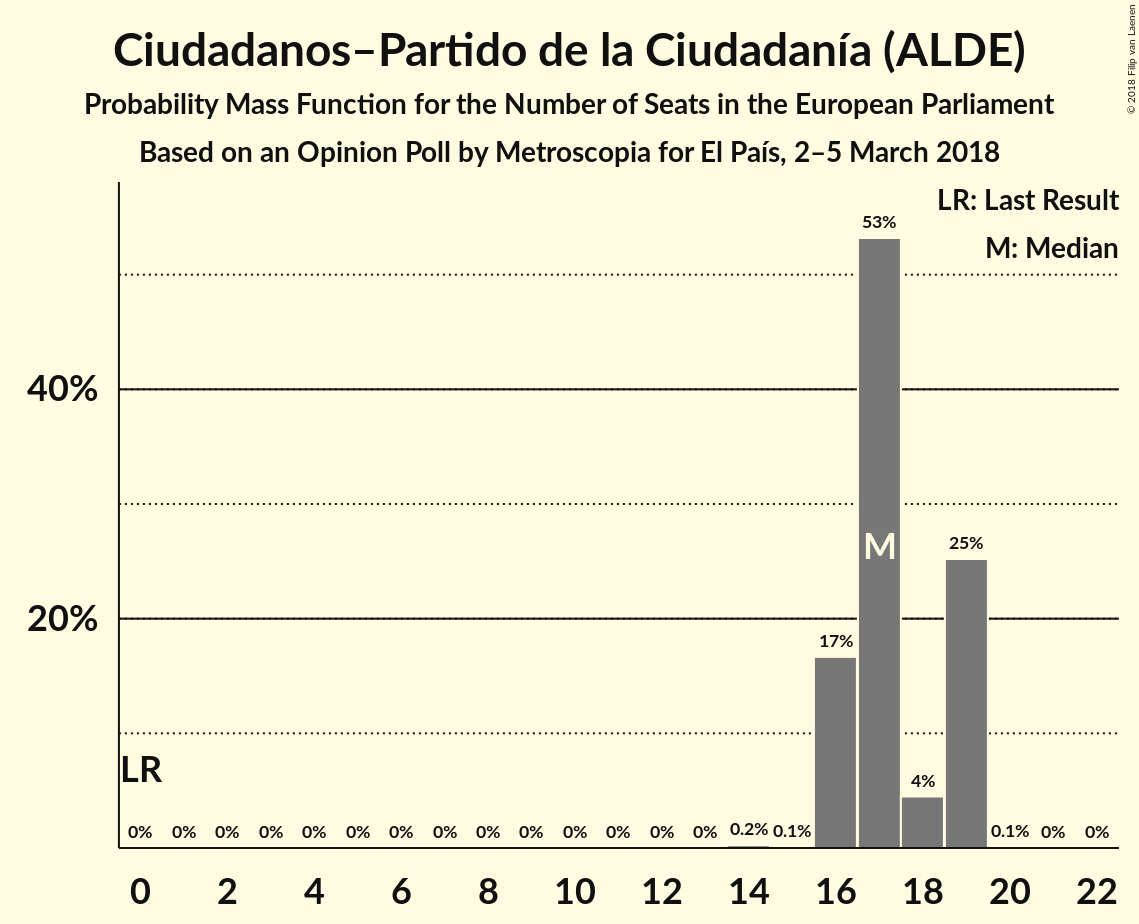 Ciudadanos–Partido de la Ciudadanía (ALDE)
Probability Mass Function for the Number of Seats in the European Parliament
Based on an Opinion Poll by Metroscopia for El País, 2–5 March 2018
© 2018 Filip van Laenen
LR: Last Result
M: Median
53%
40%
M
25%
20%
17%
LR
4%
0% 0% 0% 0% 0% 0% 0% 0% 0% 0% 0% 0% 0% 0% 0.2% 0.1% 0.1% 0% 0%
0 2 4 6 8 10 12 14 16 18 20 22